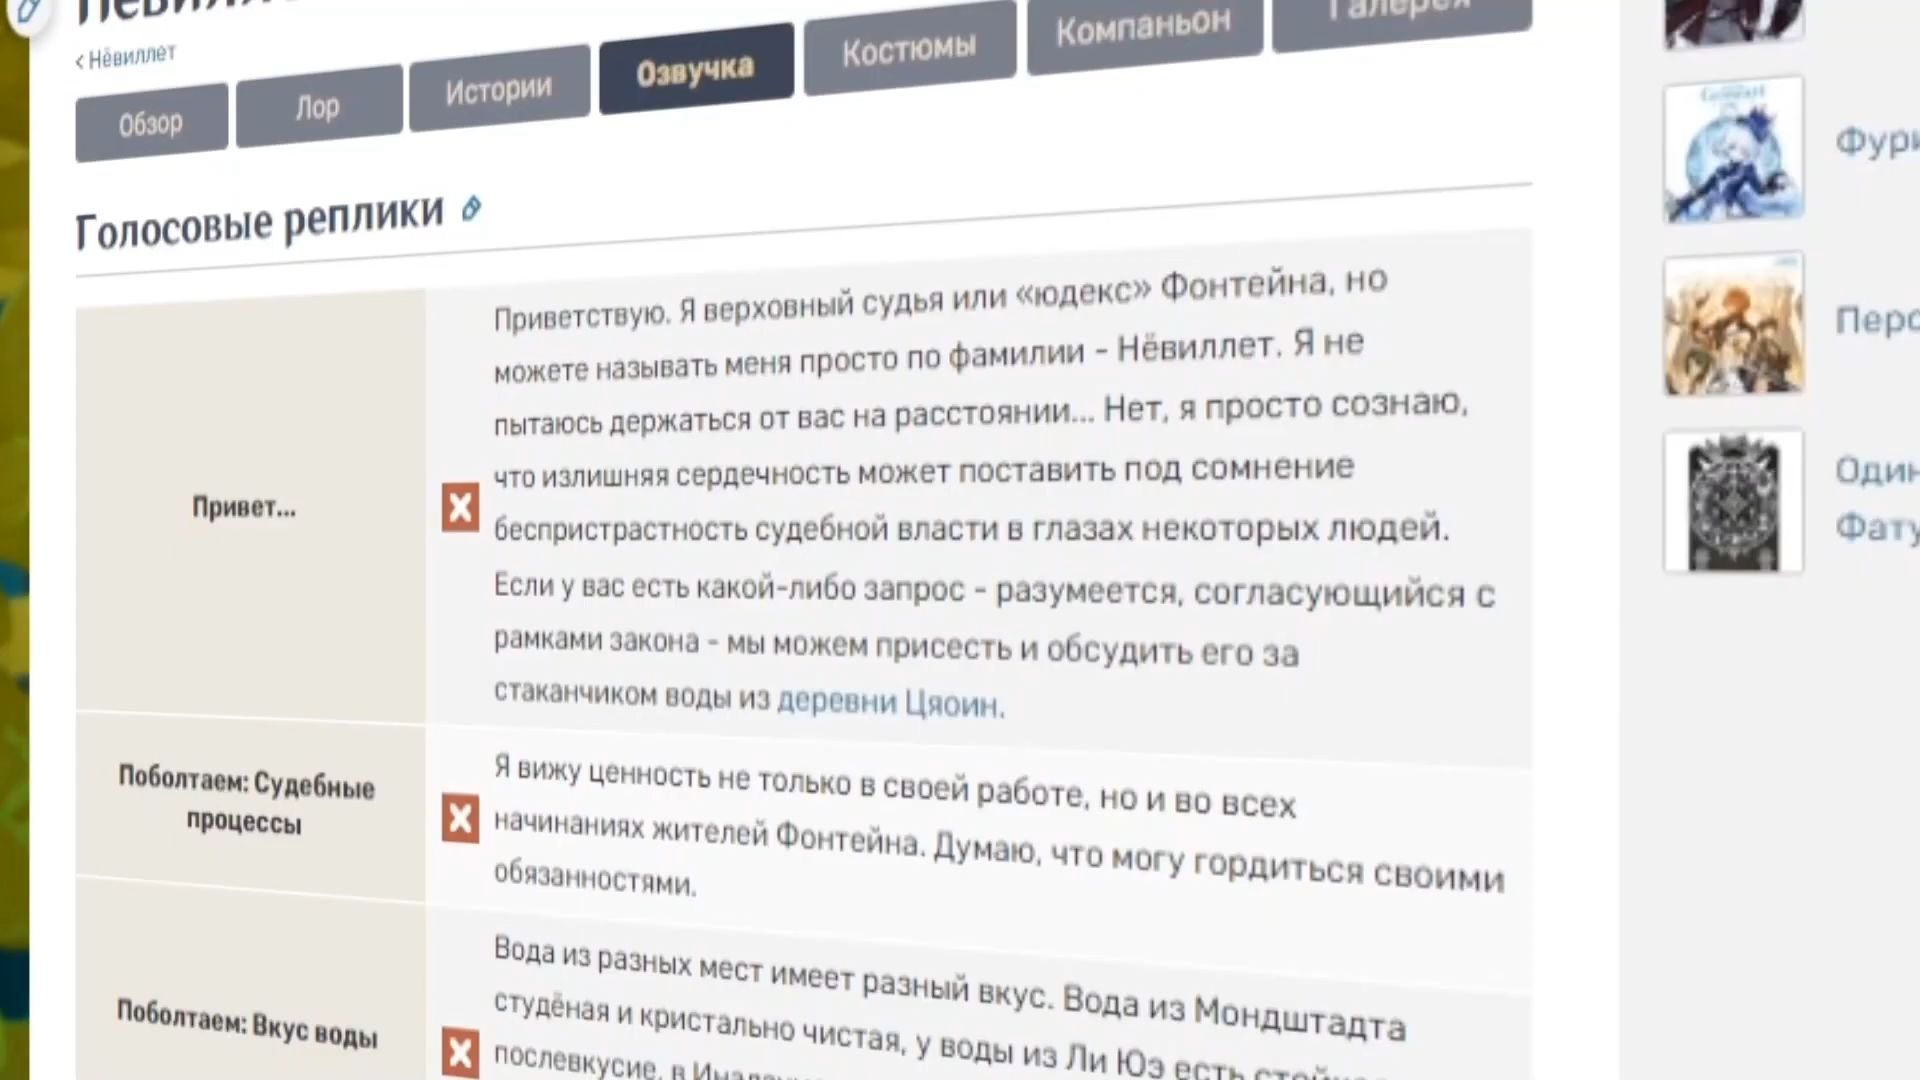 < Нёвиллет
Обзор
Лор
Истории
Озвучка
Костюмы
Компаньон
Галерея
Голосовые реплики
Привет...
Приветствую. Я верховный судья или «юдекс» Фонтейна, но
можете называть меня просто по фамилии - Нёвиллет. Я не
пытаюсь держаться от вас на расстоянии... Нет, я просто сознаю,
что излишняя сердечность может поставить под сомнение
беспристрастность судебной власти в глазах некоторых людей.
Если у вас есть какой-либо запрос - разумеется, согласующийся с
рамками закона - мы можем присесть и обсудить его за
стаканчиком воды из деревни Цяоин.
Поболтаем: Судебные
процессы
Я вижу ценность не только в своей работе, но и во всех
начинаниях жителей Фонтейна. Думаю, что могу гордиться своими
обязанностями.
Поболтаем: Вкус воды
Вода из разных мест имеет разный вкус. Вода из Мондштадта
студёная и кристально чистая, у воды из Ли Юэ есть
послевкусие, в
Фури
Перс
Один
Фату